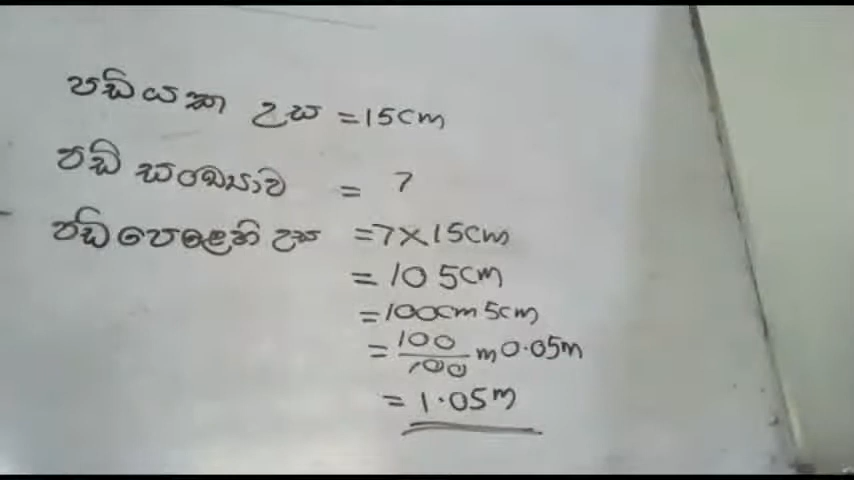 පඩියක උස = 15cm
පඩි සංඛ්‍යාව = 7
පඩි පෙළෙහි උස = 7 × 15cm
= 105cm
= 100cm 5cm
= 100/100 m 0.05m
= 1.05m